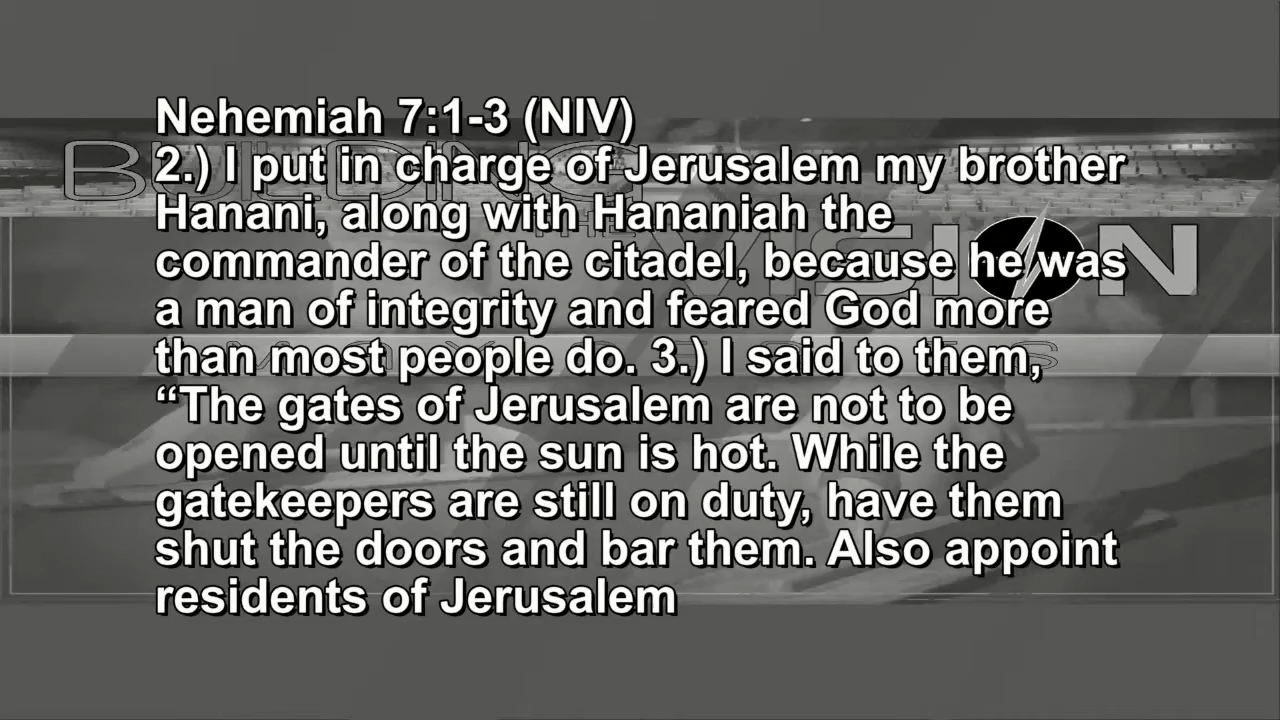 Nehemiah 7:1-3 (NIV)
2.) I put in charge of Jerusalem my brother
Hanani, along with Hananiah the
commander of the citadel, because he was
a man of integrity and feared God more
than most people do. 3.) I said to them,
“The gates of Jerusalem are not to be
opened until the sun is hot. While the
gatekeepers are still on duty, have them
shut the doors and bar them. Also appoint
residents of Jerusalem
BUILDING
THE
VISION